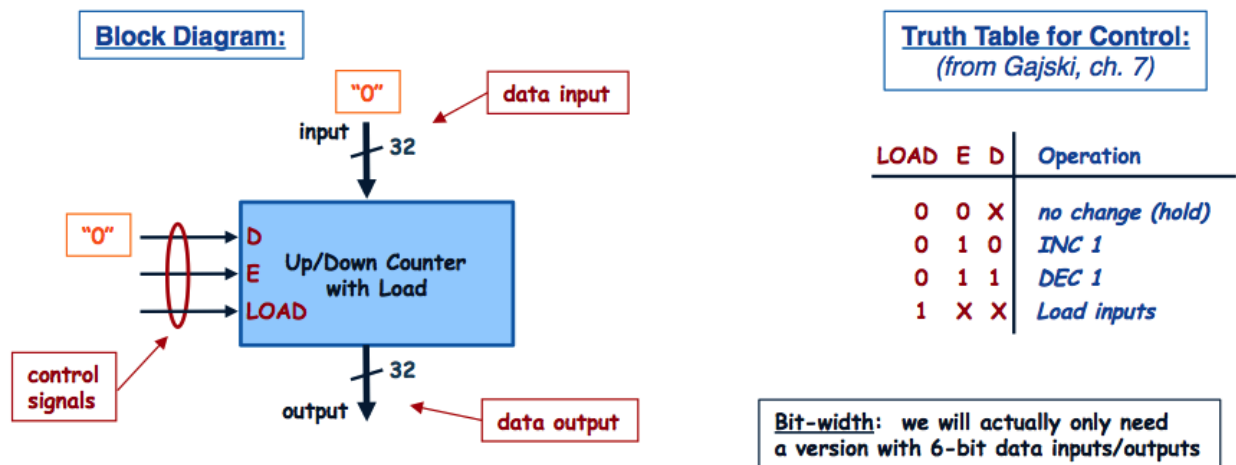 Block Diagram:
"0"
data input
input
32
"0"
D
E
LOAD
Up/Down Counter
with Load
control
signals
32
output
data output
Truth Table for Control:
(from Gajski, ch. 7)
LOAD E D Operation
0 0 X no change (hold)
0 1 0 INC 1
0 1 1 DEC 1
1 X X Load inputs
Bit-width: we will actually only need
a version with 6-bit data inputs/outputs